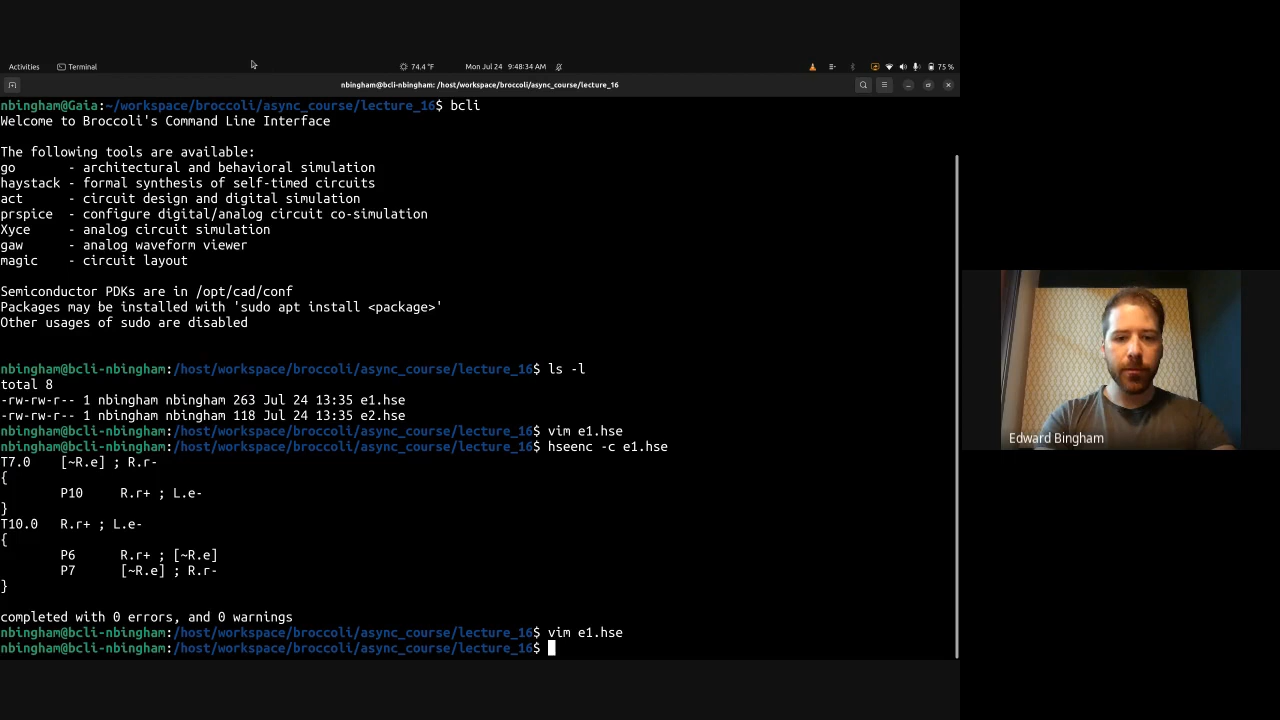 Activities Terminal 74.4 °F Mon Jul 24 9:48:34 AM 75 %
nbingham@bcli-nbingham: /host/workspace/broccoli/async_course/lecture_16
nbingham@Gaia:~/workspace/broccoli/async_course/lecture_16$ bcli
Welcome to Broccoli's Command Line Interface
The following tools are available:
go - architectural and behavioral simulation
haystack - formal synthesis of self-timed circuits
act - circuit design and digital simulation
prspice - configure digital/analog circuit co-simulation
Xyce - analog circuit simulation
gaw - analog waveform viewer
magic - circuit layout
Semiconductor PDKs are in /opt/cad/conf
Packages may be installed with 'sudo apt install <package>'
Other usages of sudo are disabled
nbingham@bcli-nbingham:/host/workspace/broccoli/async_course/lecture_16$ ls -l
total 8
-rw-rw-r-- 1 nbingham nbingham 263 Jul 24 13:35 e1.hse
-rw-rw-r-- 1 nbingham nbingham 118 Jul 24 13:35 e2.hse
nbingham@bcli-nbingham:/host/workspace/broccoli/async_course/lecture_16$ vim e1.hse
nbingham@bcli-nbingham:/host/workspace/broccoli/async_course/lecture_16$ hseenc -c e1.hse
T7.0 [~R.e] ; R.r-
{
P10 R.r+ ; L.e-
}
T10.0 R.r+ ; L.e-
{
P6 R.r+ ; [~R.e]
P7 [~R.e] ; R.r-
}
completed with 0 errors, and 0 warnings
nbingham@bcli-nbingham:/host/workspace/broccoli/async_course/lecture_16$ vim e1.hse
nbingham@bcli-nbingham:/host/workspace/broccoli/async_course/lecture_16$
Edward Bingham